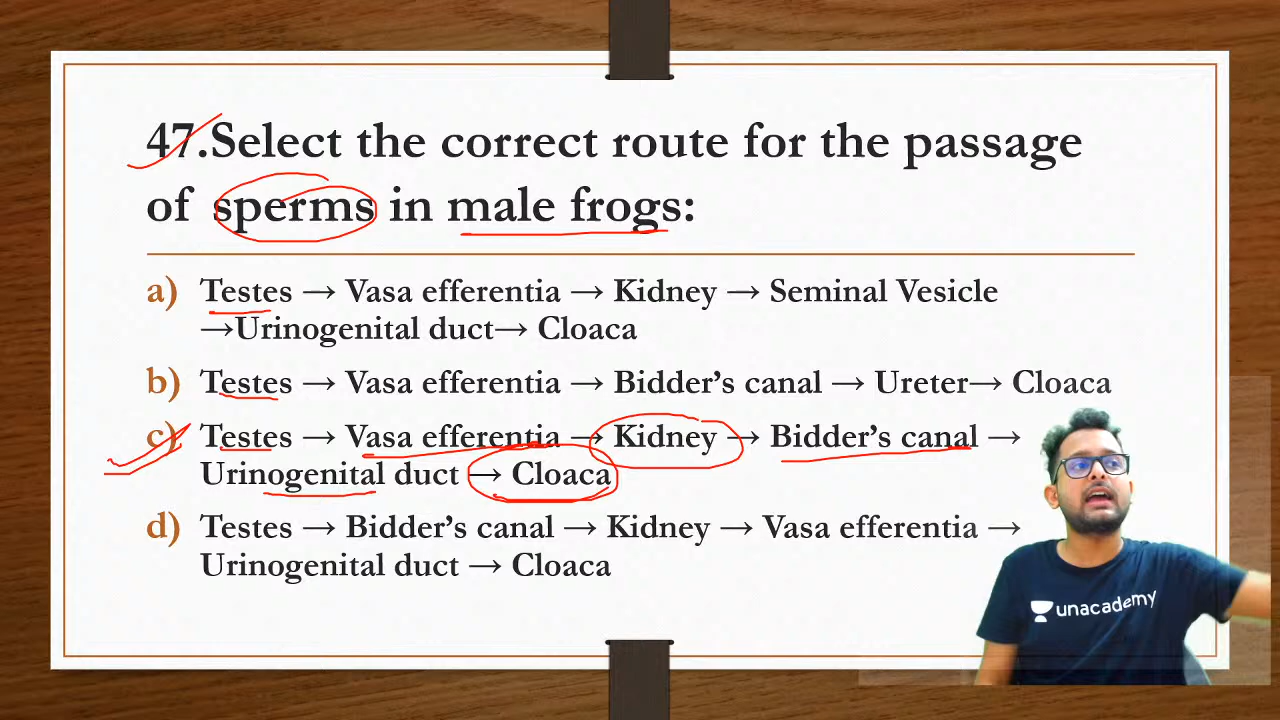 47.Select the correct route for the passage
of sperms in male frogs:
a) Testes → Vasa efferentia → Kidney → Seminal Vesicle
→Urinogenital duct→ Cloaca
b) Testes → Vasa efferentia → Bidder's canal → Ureter→ Cloaca
c) Testes → Vasa efferentia → Kidney → Bidder's canal →
Urinogenital duct → Cloaca
d) Testes → Bidder's canal → Kidney → Vasa efferentia →
Urinogenital duct → Cloaca
unacademy